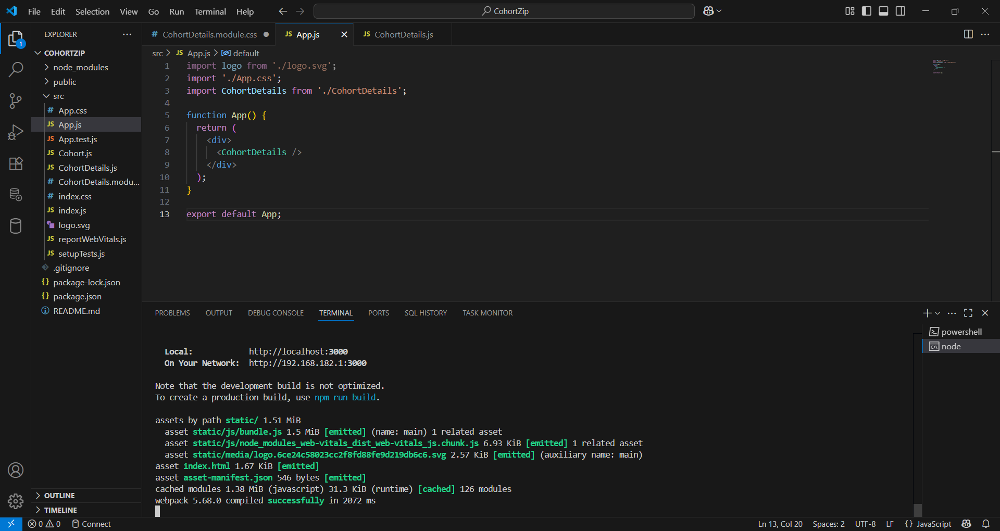 File Edit Selection View Go Run Terminal Help
CohortZip
EXPLORER
1
COHORTZIP
node_modules
public
src
# App.css
JS App.js
JS App.test.js
JS Cohort.js
JS CohortDetails.js
# CohortDetails.modu...
# index.css
JS index.js
logo.svg
JS reportWebVitals.js
JS setupTests.js
.gitignore
{} package-lock.json
{} package.json
README.md
OUTLINE
TIMELINE
# CohortDetails.module.css
JS App.js
JS CohortDetails.js
src > JS App.js > default
1 import logo from './logo.svg';
2 import './App.css';
3 import CohortDetails from './CohortDetails';
4
5 function App() {
6 return (
7 <div>
8 <CohortDetails />
9 </div>
10 );
11 }
12
13 export default App;
PROBLEMS OUTPUT DEBUG CONSOLE TERMINAL PORTS SQL HISTORY TASK MONITOR
powershell
node
Local: http://localhost:3000
On Your Network: http://192.168.182.1:3000
Note that the development build is not optimized.
To create a production build, use npm run build.
assets by path static/ 1.51 MiB
asset static/js/bundle.js 1.5 MiB [emitted] (name: main) 1 related asset
asset static/js/node_modules_web-vitals_dist_web-vitals_js.chunk.js 6.93 KiB [emitted] 1 related asset
asset static/media/logo.6ce24c58023cc2f8fd88fe9d219db6c6.svg 2.57 KiB [emitted] (auxiliary name: main)
asset index.html 1.67 KiB [emitted]
asset asset-manifest.json 546 bytes [emitted]
cached modules 1.38 MiB (javascript) 31.3 KiB (runtime) [cached] 126 modules
webpack 5.68.0 compiled successfully in 2072 ms
0 0 Connect
Ln 13, Col 20 Spaces: 2 UTF-8 LF {} JavaScript